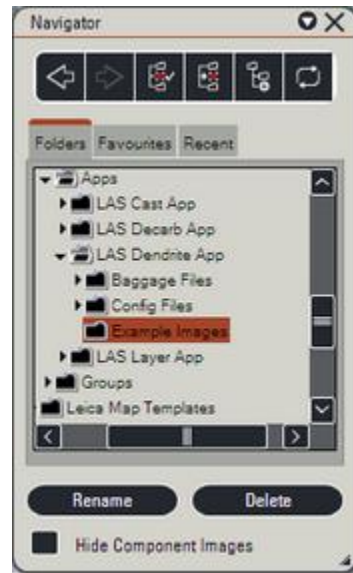 Navigator
Folders Favourites Recent
Apps
LAS Cast App
LAS Decarb App
LAS Dendrite App
Baggage Files
Config Files
Example Images
LAS Layer App
Groups
Leica Map Templates
Rename Delete
Hide Component Images